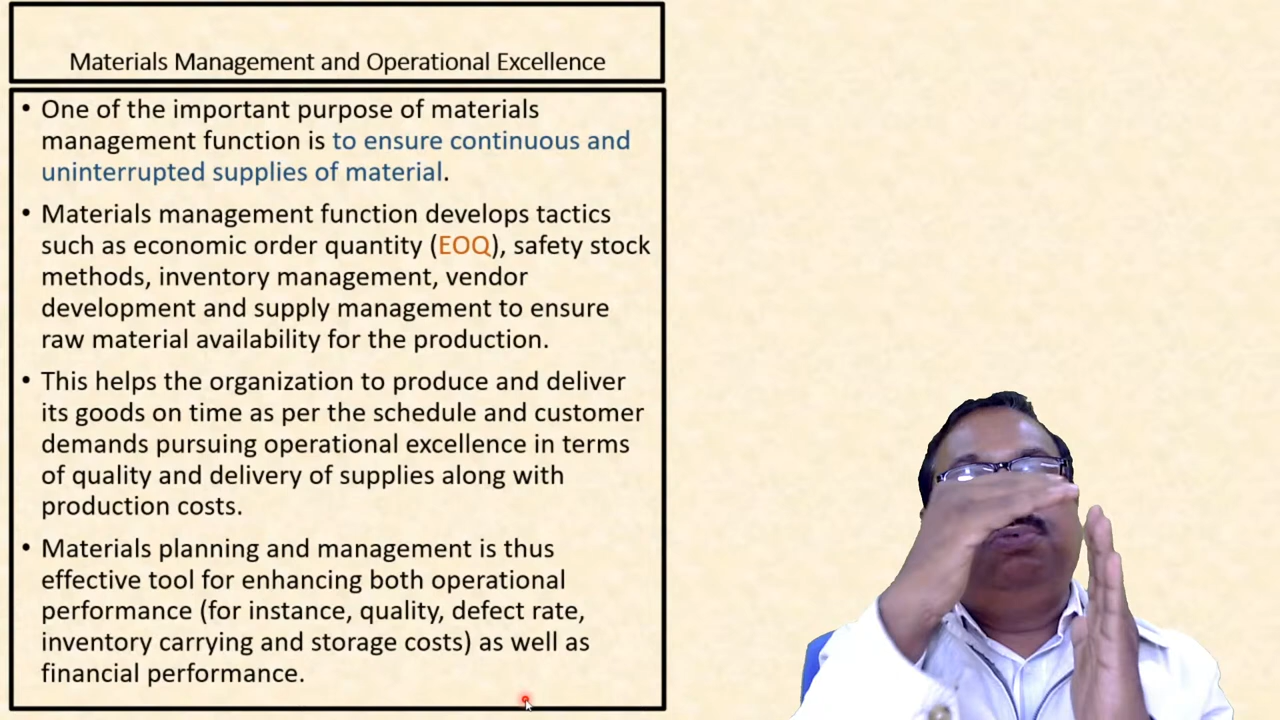 Materials Management and Operational Excellence
• One of the important purpose of materials
management function is to ensure continuous and
uninterrupted supplies of material.
• Materials management function develops tactics
such as economic order quantity (EOQ), safety stock
methods, inventory management, vendor
development and supply management to ensure
raw material availability for the production.
• This helps the organization to produce and deliver
its goods on time as per the schedule and customer
demands pursuing operational excellence in terms
of quality and delivery of supplies along with
production costs.
• Materials planning and management is thus
effective tool for enhancing both operational
performance (for instance, quality, defect rate,
inventory carrying and storage costs) as well as
financial performance.